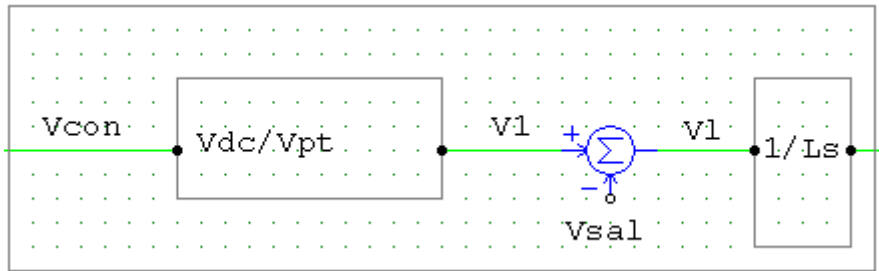 Vcon
Vdc/Vpt
V1
+
Σ
−
Vsal
Vl
1/Ls